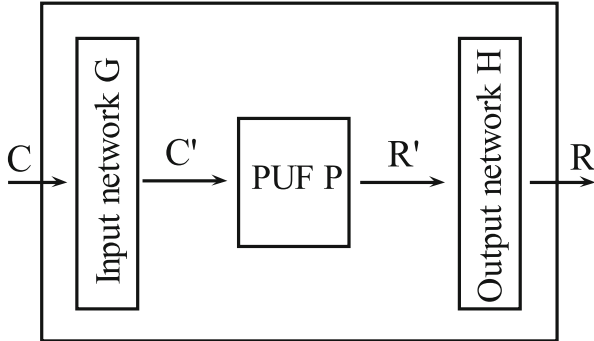 C
Input network G
C'
PUF P
R'
Output network H
R